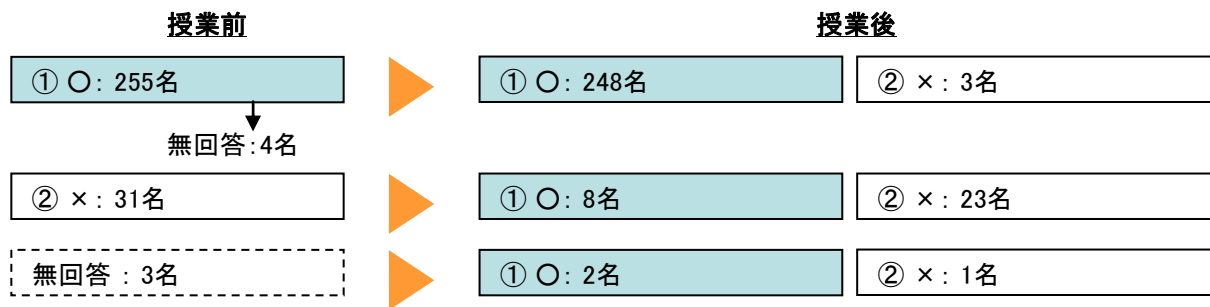 授業前 授業後
① ○: 255名 ① ○: 248名 ② ×: 3名
無回答:4名
② ×: 31名 ① ○: 8名 ② ×: 23名
無回答 : 3名 ① ○: 2名 ② ×: 1名